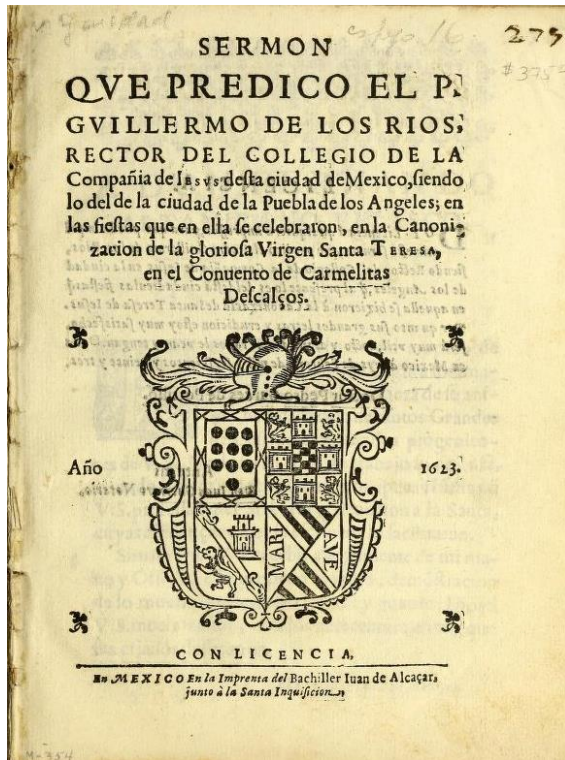 275
SERMON
QVE PREDICO EL P.
GVILLERMO DE LOS RIOS,
RECTOR DEL COLLEGIO DE LA
Compañia de IESVS desta ciudad de Mexico, siendo
lo del de la ciudad de la Puebla de los Angeles; en
las fiestas que en ella se celebraron, en la Canoni-
zacion de la gloriosa Virgen Santa TERESA,
en el Conuento de Carmelitas
Descalços.
Año 1623.
MARI AVE
CON LICENCIA,
En MEXICO En la Imprenta del Bachiller Iuan de Alcaçar,
junto à la Santa Inquisicion.
M-354